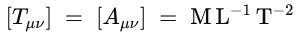 [T_{μν}] = [A_{μν}] = M L⁻¹ T⁻²